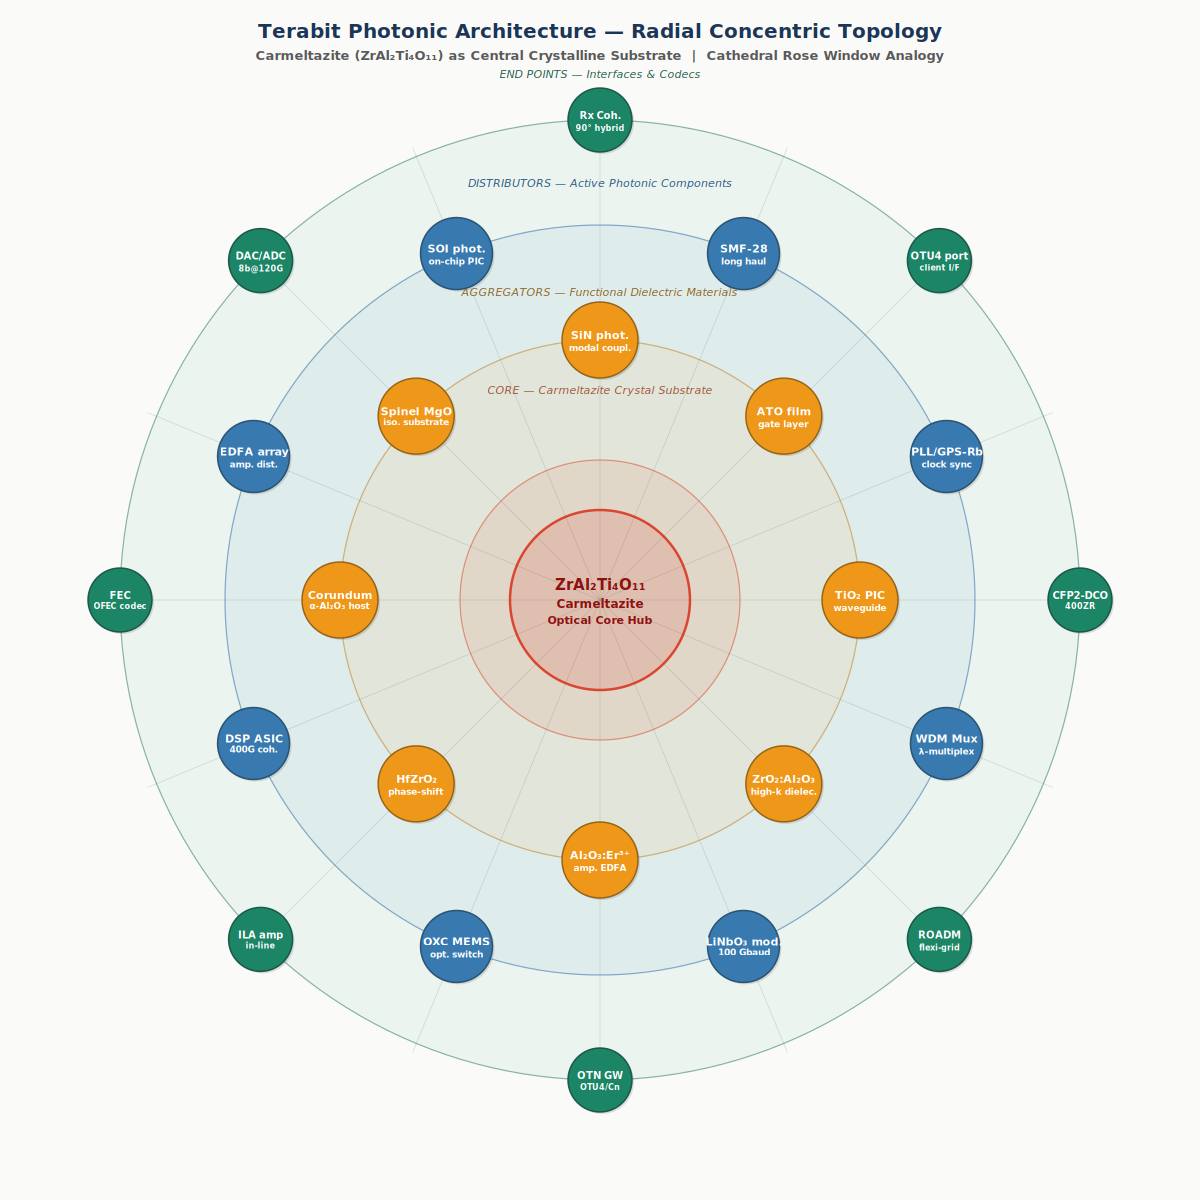 Terabit Photonic Architecture — Radial Concentric Topology
Carmeltazite (ZrAl₂Ti₄O₁₁) as Central Crystalline Substrate | Cathedral Rose Window Analogy
END POINTS — Interfaces & Codecs
Rx Coh.
90° hybrid
DISTRIBUTORS — Active Photonic Components
SOI phot.
on-chip PIC
SMF-28
long haul
DAC/ADC
8b@120G
OTU4 port
client I/F
AGGREGATORS — Functional Dielectric Materials
SiN phot.
modal coupl.
CORE — Carmeltazite Crystal Substrate
Spinel MgO
iso. substrate
ATO film
gate layer
EDFA array
amp. dist.
PLL/GPS-Rb
clock sync
ZrAl₂Ti₄O₁₁
Carmeltazite
Optical Core Hub
FEC
OFEC codec
Corundum
α-Al₂O₃ host
TiO₂ PIC
waveguide
CFP2-DCO
400ZR
DSP ASIC
400G coh.
WDM Mux
λ-multiplex
HfZrO₂
phase-shift
ZrO₂:Al₂O₃
high-k dielec.
Al₂O₃:Er³⁺
amp. EDFA
ILA amp
in-line
OXC MEMS
opt. switch
LiNbO₃ mod.
100 Gbaud
ROADM
flexi-grid
OTN GW
OTU4/Cn